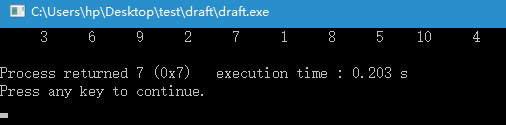 C:\Users\hp\Desktop\test\draft\draft.exe
3 6 9 2 7 1 8 5 10 4
Process returned 7 (0x7) execution time : 0.203 s
Press any key to continue.